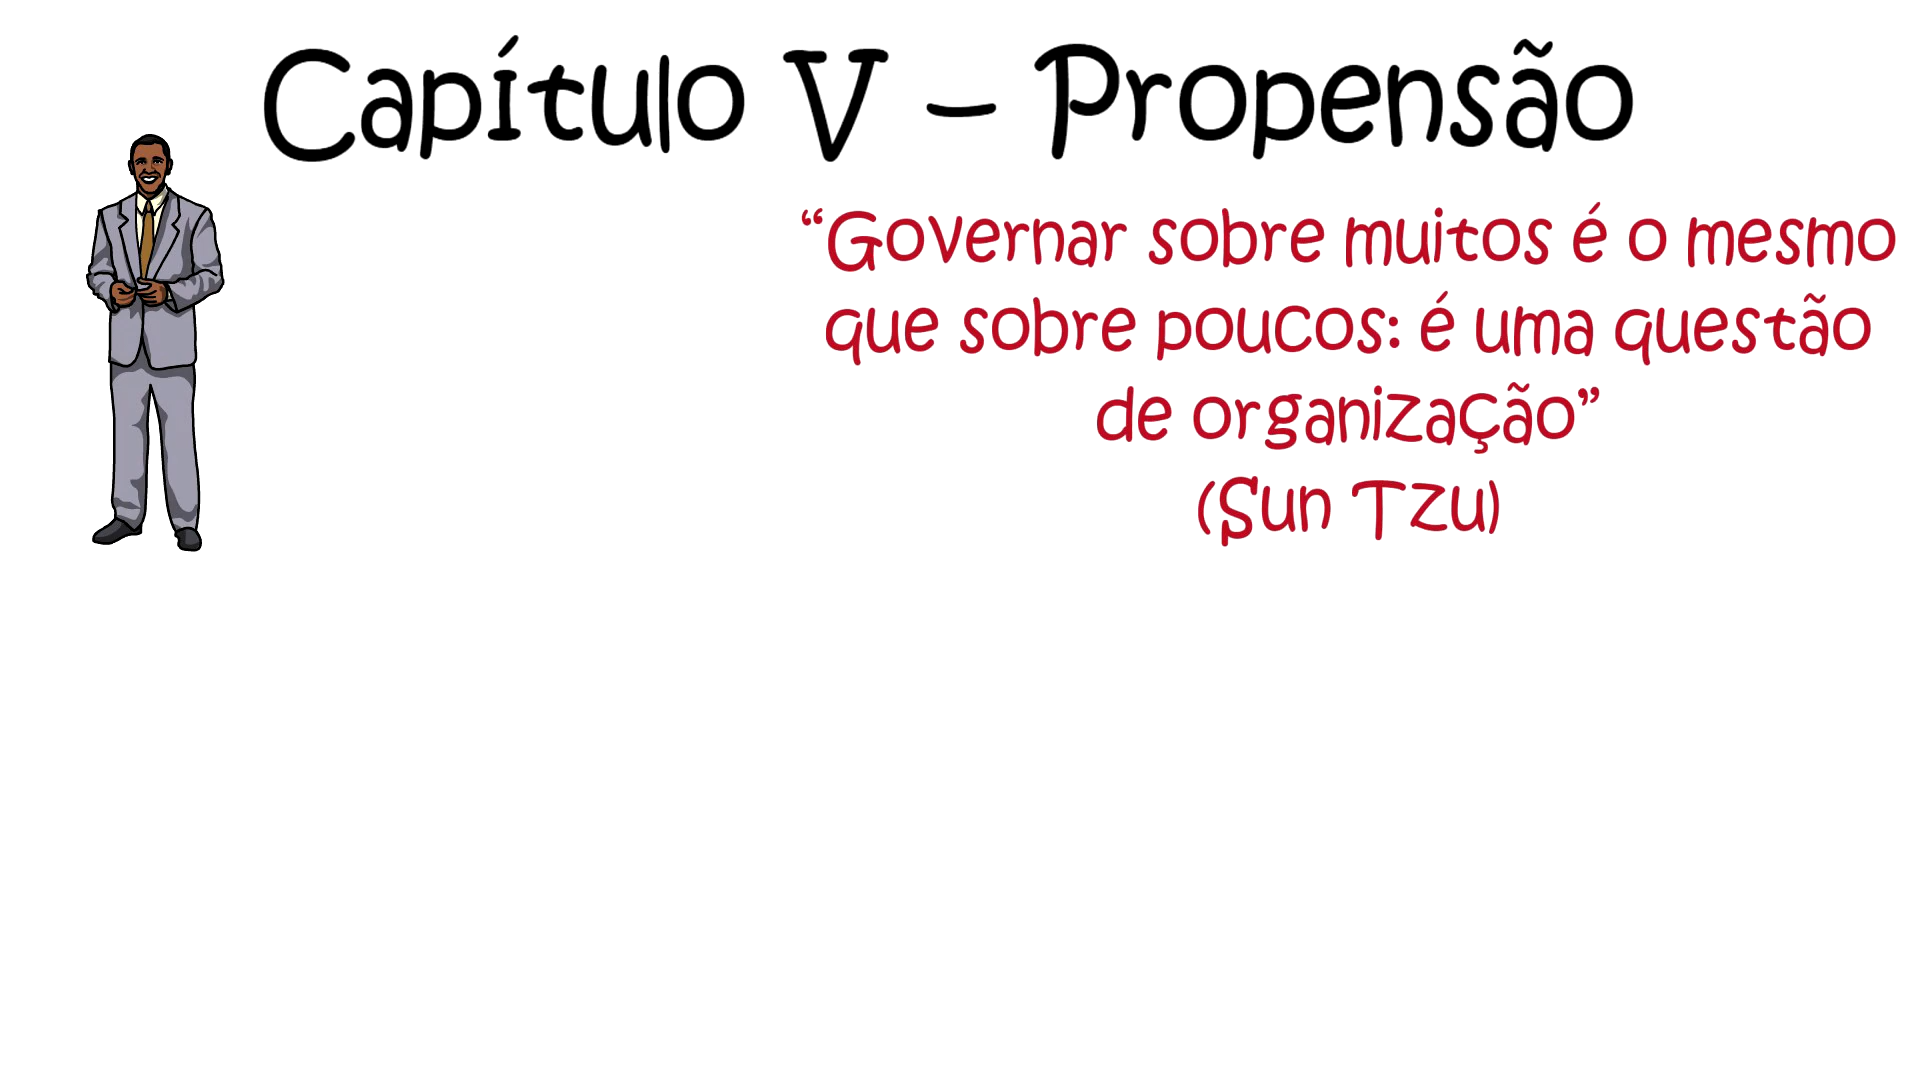 Capítulo V – Propensão
“Governar sobre muitos é o mesmo
que sobre poucos: é uma questão
de organização”
(Sun Tzu)